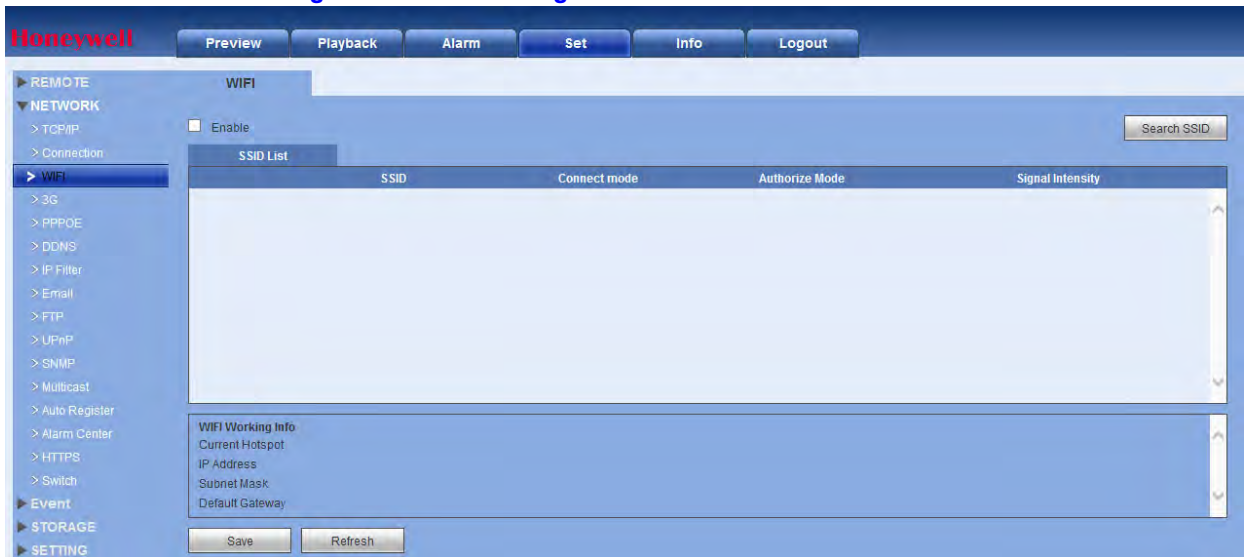 Honeywell
Preview Playback Alarm Set Info Logout
REMOTE
NETWORK
> TCP/IP
> Connection
> WIFI
> 3G
> PPPOE
> DDNS
> IP Filter
> Email
> FTP
> UPnP
> SNMP
> Multicast
> Auto Register
> Alarm Center
> HTTPS
> Switch
Event
STORAGE
SETTING
WIFI
Enable
Search SSID
SSID List
SSID Connect mode Authorize Mode Signal Intensity
WIFI Working Info
Current Hotspot
IP Address
Subnet Mask
Default Gateway
Save Refresh